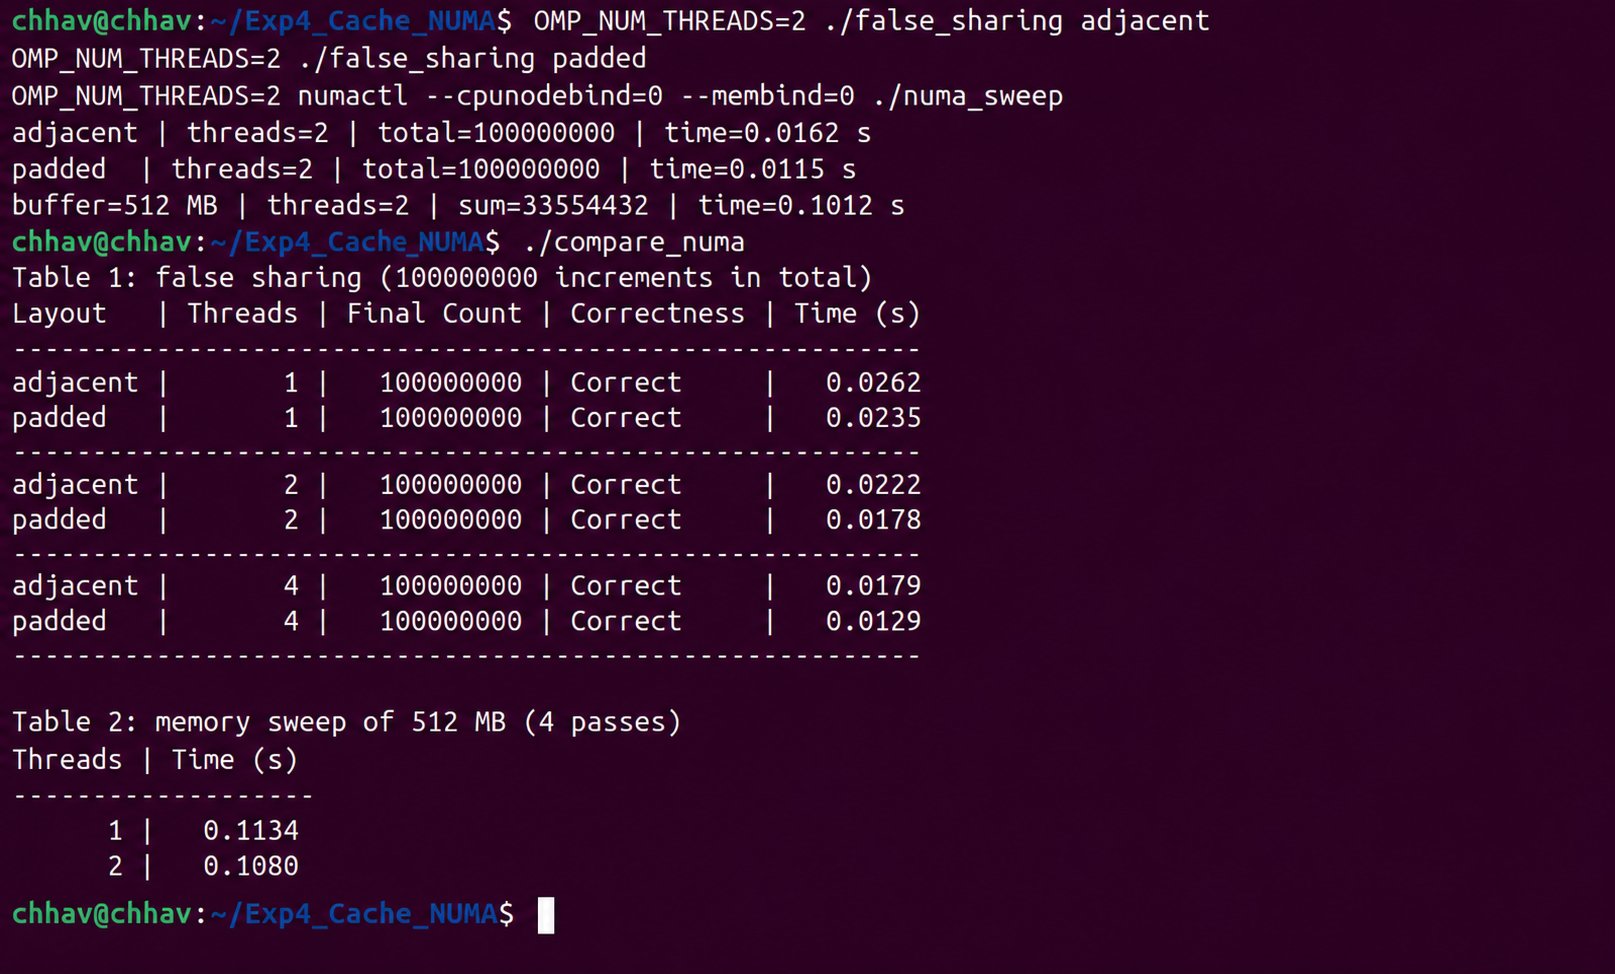 chhav@chhav:~/Exp4_Cache_NUMA$ OMP_NUM_THREADS=2 ./false_sharing adjacent
OMP_NUM_THREADS=2 ./false_sharing padded
OMP_NUM_THREADS=2 numactl --cpunodebind=0 --membind=0 ./numa_sweep
adjacent | threads=2 | total=100000000 | time=0.0162 s
padded  | threads=2 | total=100000000 | time=0.0115 s
buffer=512 MB | threads=2 | sum=33554432 | time=0.1012 s
chhav@chhav:~/Exp4_Cache_NUMA$ ./compare_numa
Table 1: false sharing (100000000 increments in total)
Layout   | Threads | Final Count | Correctness | Time (s)
---------------------------------------------------------
adjacent |       1 |   100000000 | Correct     |   0.0262
padded   |       1 |   100000000 | Correct     |   0.0235
---------------------------------------------------------
adjacent |       2 |   100000000 | Correct     |   0.0222
padded   |       2 |   100000000 | Correct     |   0.0178
---------------------------------------------------------
adjacent |       4 |   100000000 | Correct     |   0.0179
padded   |       4 |   100000000 | Correct     |   0.0129
---------------------------------------------------------
Table 2: memory sweep of 512 MB (4 passes)
Threads | Time (s)
-------------------
      1 |   0.1134
      2 |   0.1080
chhav@chhav:~/Exp4_Cache_NUMA$